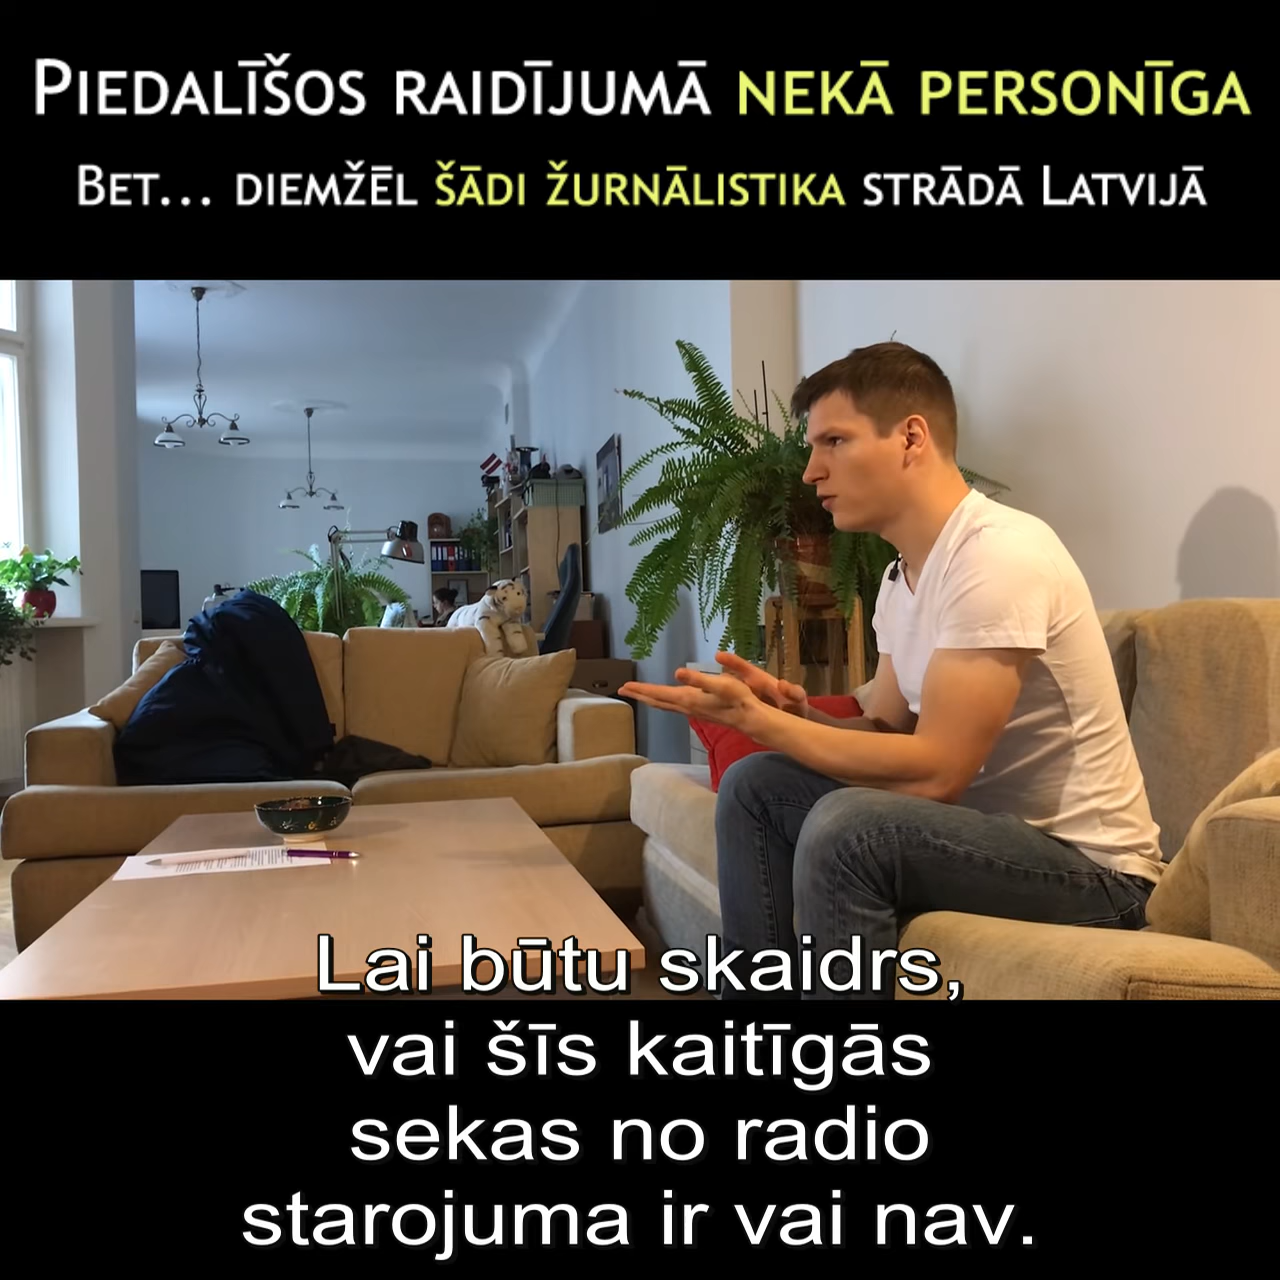 PIEDALĪŠOS RAIDĪJUMĀ NEKĀ PERSONĪGA
BET... DIEMŽĒL ŠĀDI ŽURNĀLISTIKA STRĀDĀ LATVIJĀ
Lai būtu skaidrs,
vai šīs kaitīgās
sekas no radio
starojuma ir vai nav.